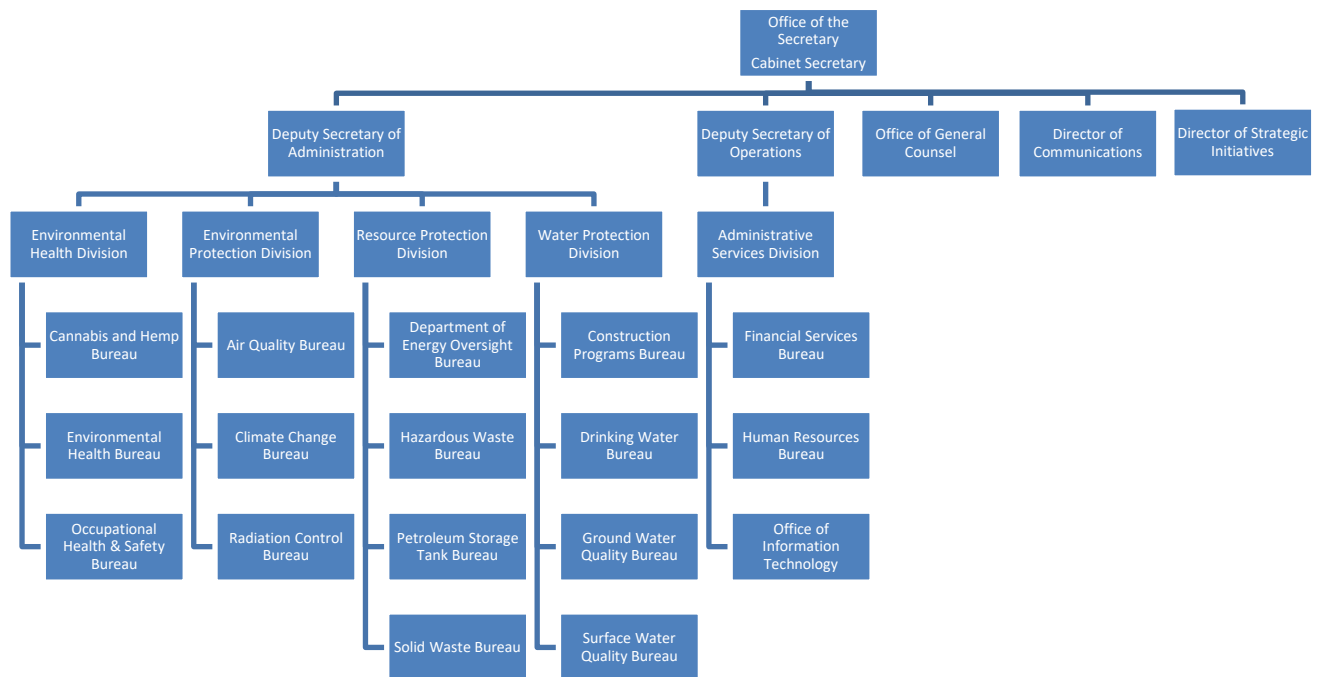 Office of the
Secretary
Cabinet Secretary
Deputy Secretary of
Administration
Deputy Secretary of
Operations
Office of General
Counsel
Director of
Communications
Director of Strategic
Initiatives
Environmental
Health Division
Environmental
Protection Division
Resource Protection
Division
Water Protection
Division
Administrative
Services Division
Cannabis and Hemp
Bureau
Air Quality Bureau
Department of
Energy Oversight
Bureau
Construction
Programs Bureau
Financial Services
Bureau
Environmental
Health Bureau
Climate Change
Bureau
Hazardous Waste
Bureau
Drinking Water
Bureau
Human Resources
Bureau
Occupational
Health & Safety
Bureau
Radiation Control
Bureau
Petroleum Storage
Tank Bureau
Ground Water
Quality Bureau
Office of
Information
Technology
Solid Waste Bureau
Surface Water
Quality Bureau